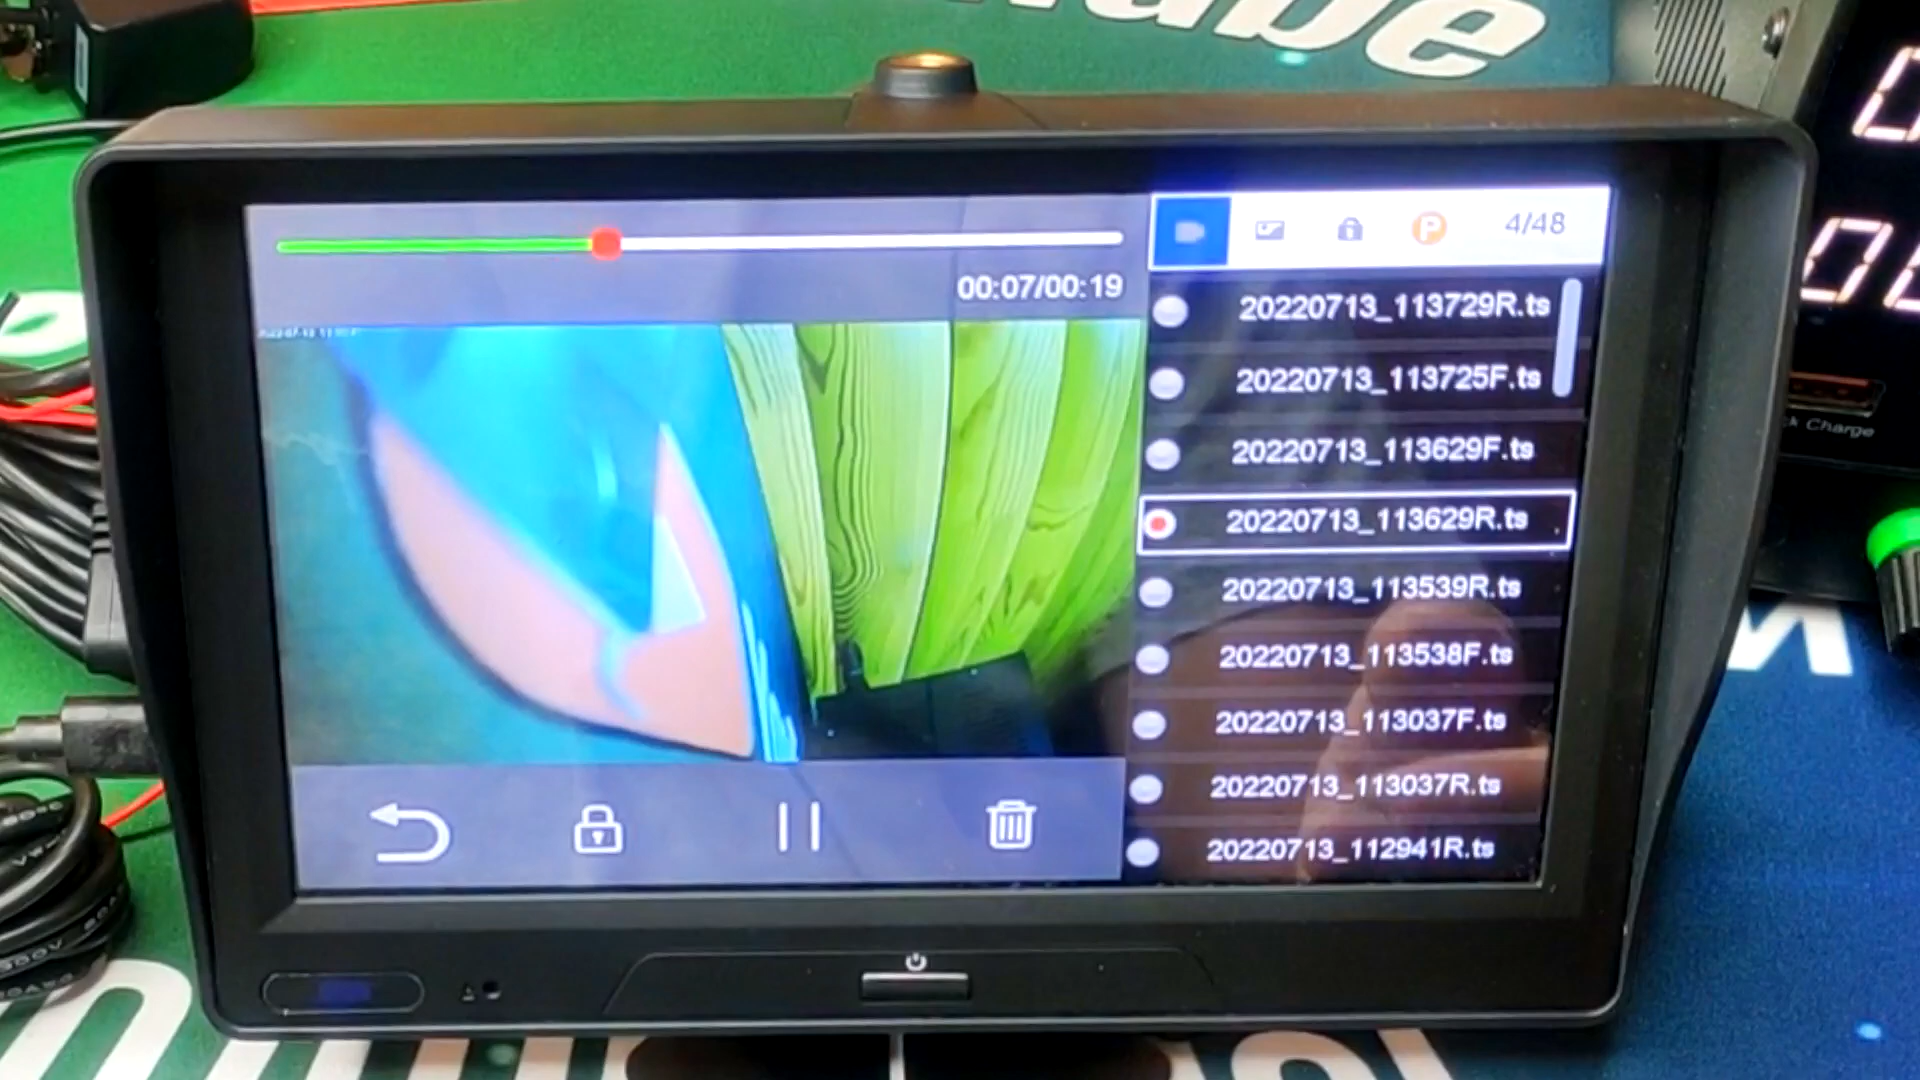 4/48
00:07/00:19
20220713_113729R.ts
20220713_113725F.ts
20220713_113629F.ts
20220713_113629R.ts
20220713_113539R.ts
20220713_113538F.ts
20220713_113037F.ts
20220713_113037R.ts
20220713_112941R.ts
P
Charge
300V